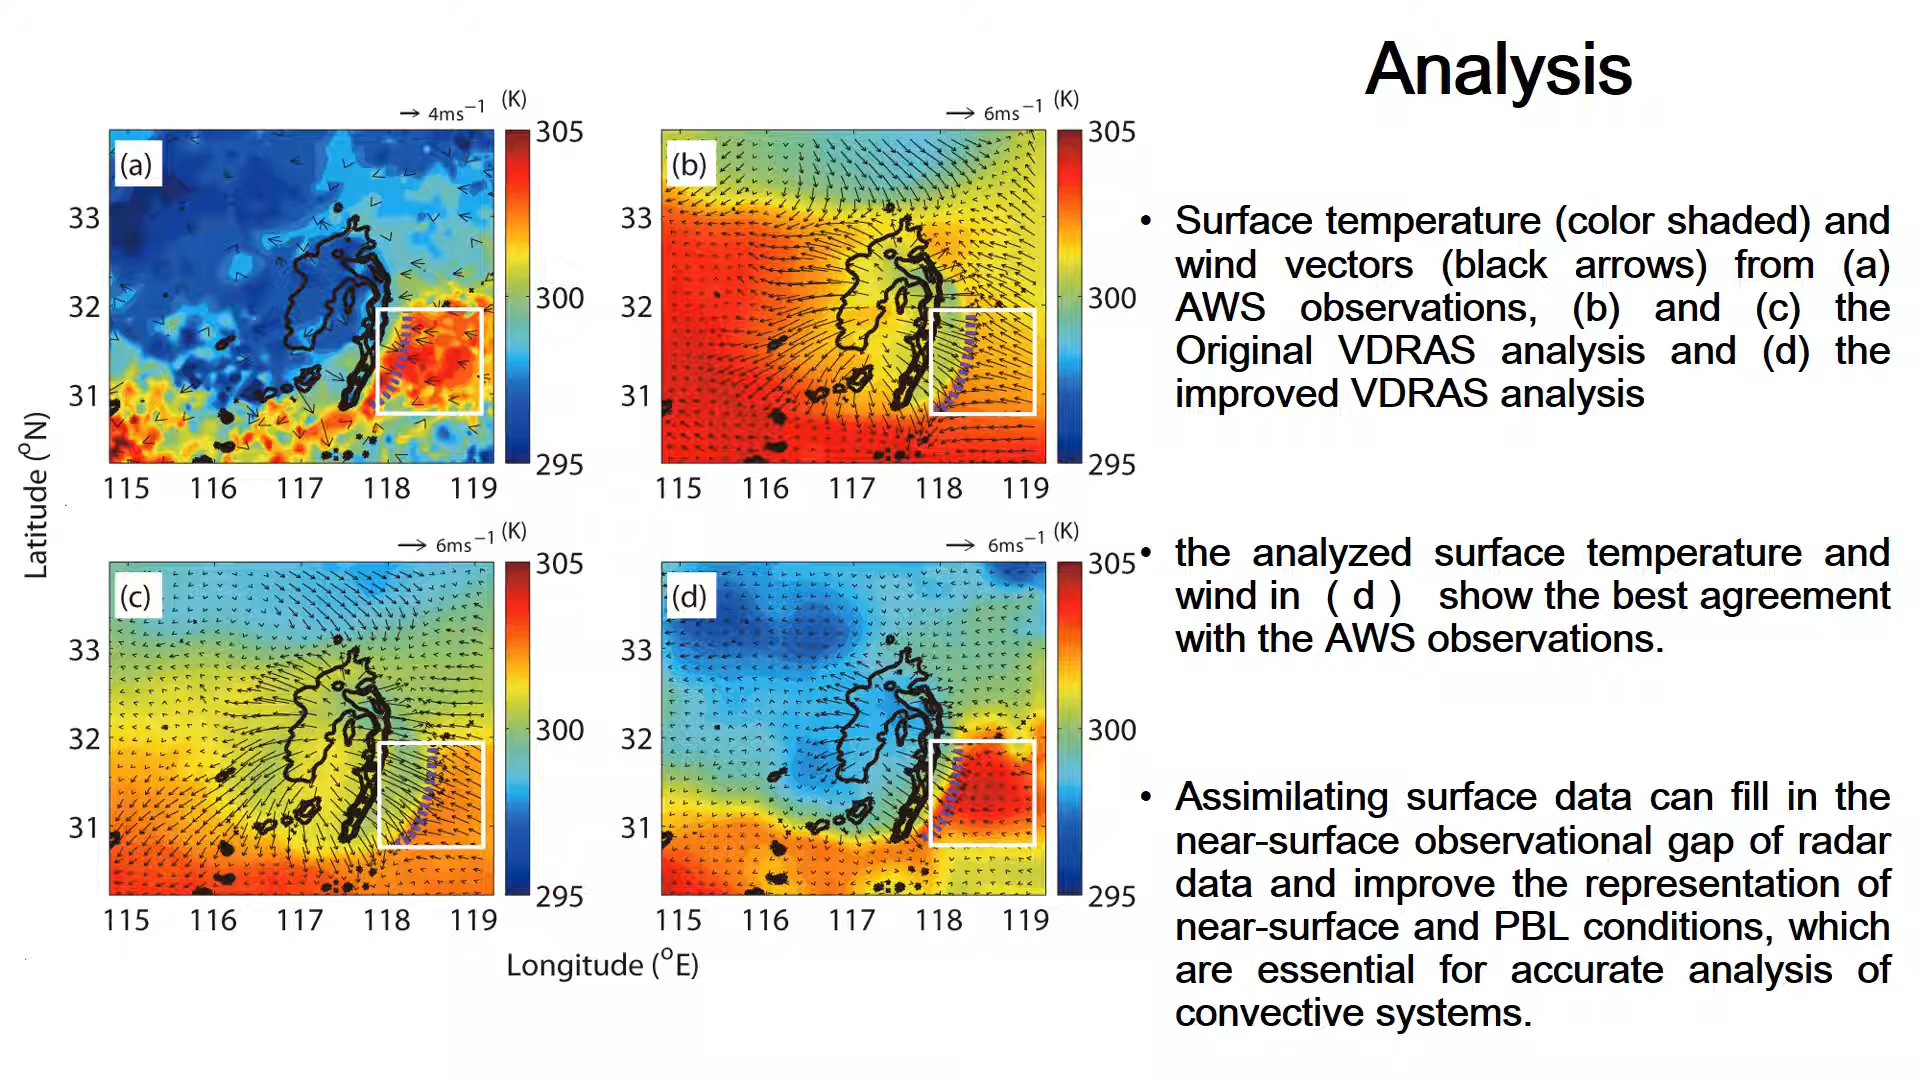 Analysis
4ms−1 (K)
(a)
305
300
295
33
32
31
115 116 117 118 119
6ms−1 (K)
(b)
305
300
295
33
32
31
115 116 117 118 119
6ms−1 (K)
(c)
305
300
295
33
32
31
115 116 117 118 119
6ms−1 (K)
(d)
305
300
295
33
32
31
115 116 117 118 119
Latitude (°N)
Longitude (°E)
• Surface temperature (color shaded) and
wind vectors (black arrows) from (a)
AWS observations, (b) and (c) the
Original VDRAS analysis and (d) the
improved VDRAS analysis
• the analyzed surface temperature and
wind in （d） show the best agreement
with the AWS observations.
• Assimilating surface data can fill in the
near-surface observational gap of radar
data and improve the representation of
near-surface and PBL conditions, which
are essential for accurate analysis of
convective systems.